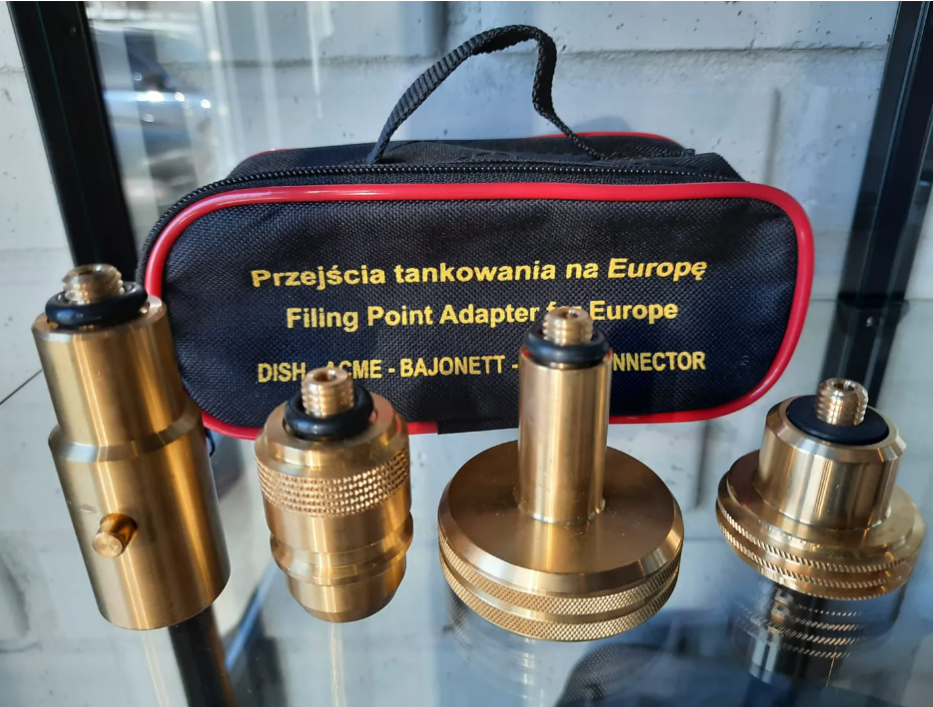 Przejścia tankowania na Europę
Filing Point Adapter for Europe
DISH - ACME - BAJONETT -